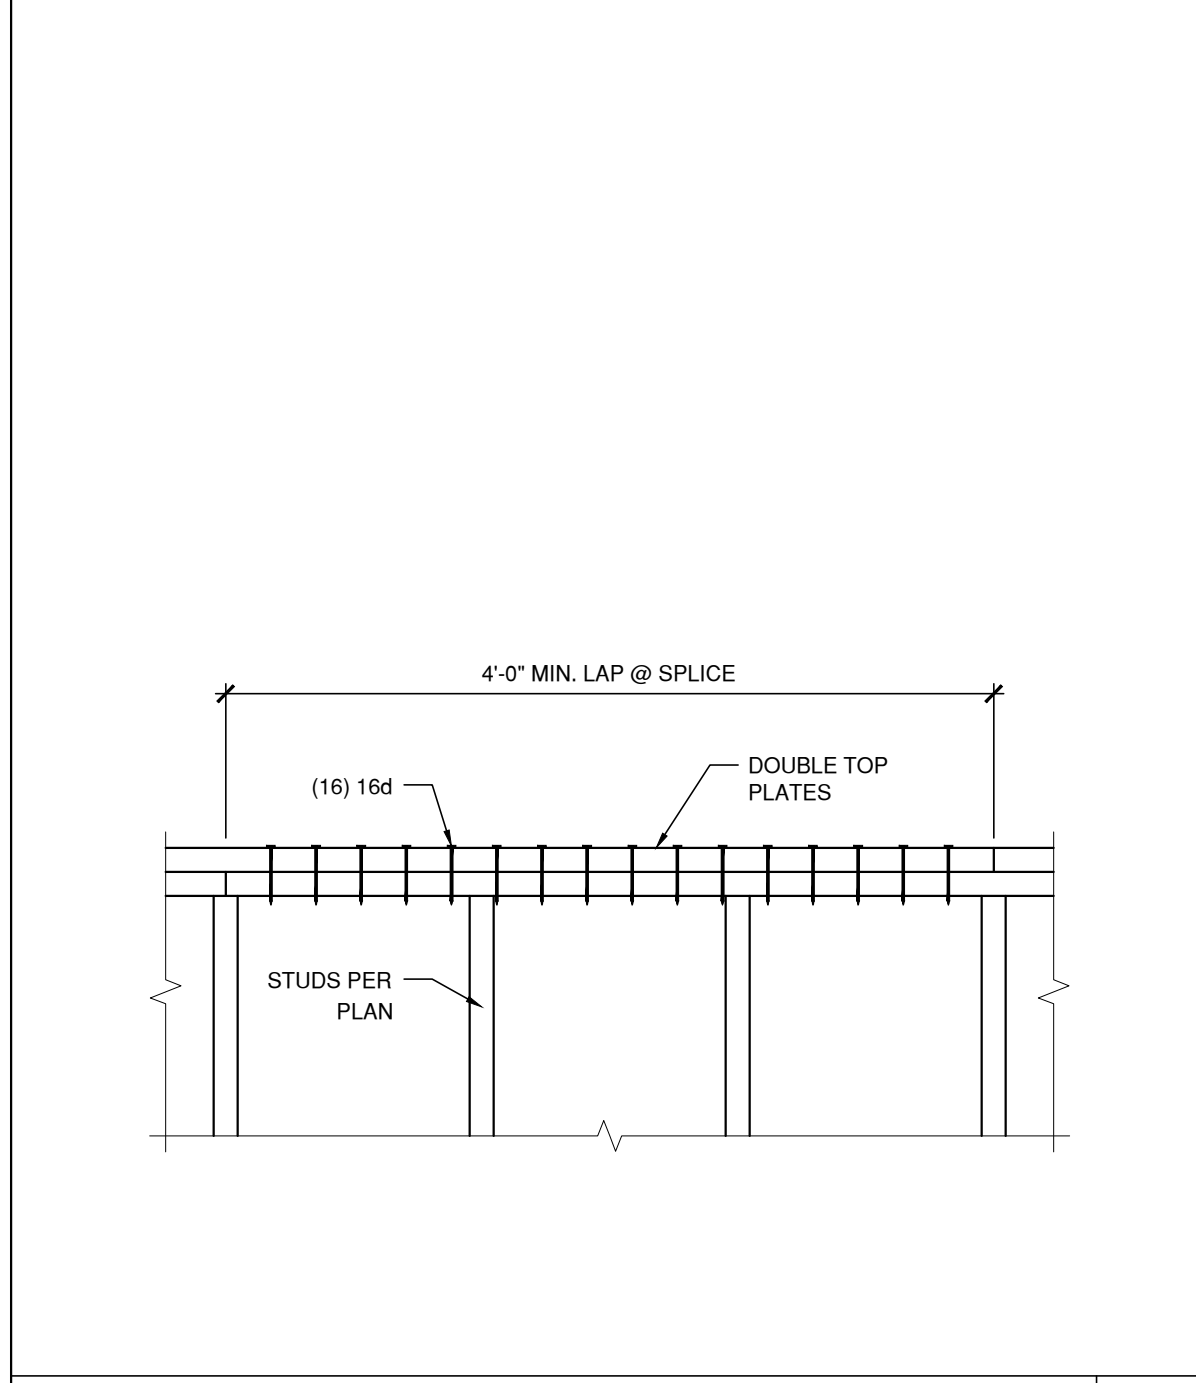 4'-0" MIN. LAP @ SPLICE
(16) 16d
DOUBLE TOP
PLATES
STUDS PER
PLAN